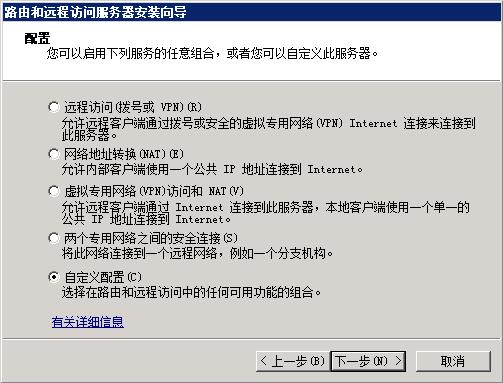 路由和远程访问服务器安装向导
配置
您可以启用下列服务的任意组合，或者您可以自定义此服务器。
远程访问(拨号或 VPN)(R)
允许远程客户端通过拨号或安全的虚拟专用网络(VPN) Internet 连接来连接到
此服务器。
网络地址转换(NAT)(E)
允许内部客户端使用一个公共 IP 地址连接到 Internet。
虚拟专用网络(VPN)访问和 NAT(V)
允许远程客户端通过 Internet 连接到此服务器，本地客户端使用一个单一的
公共 IP 地址连接到 Internet。
两个专用网络之间的安全连接(S)
将此网络连接到一个远程网络，例如一个分支机构。
自定义配置(C)
选择在路由和远程访问中的任何可用功能的组合。
有关详细信息
< 上一步(B) 下一步(N) > 取消